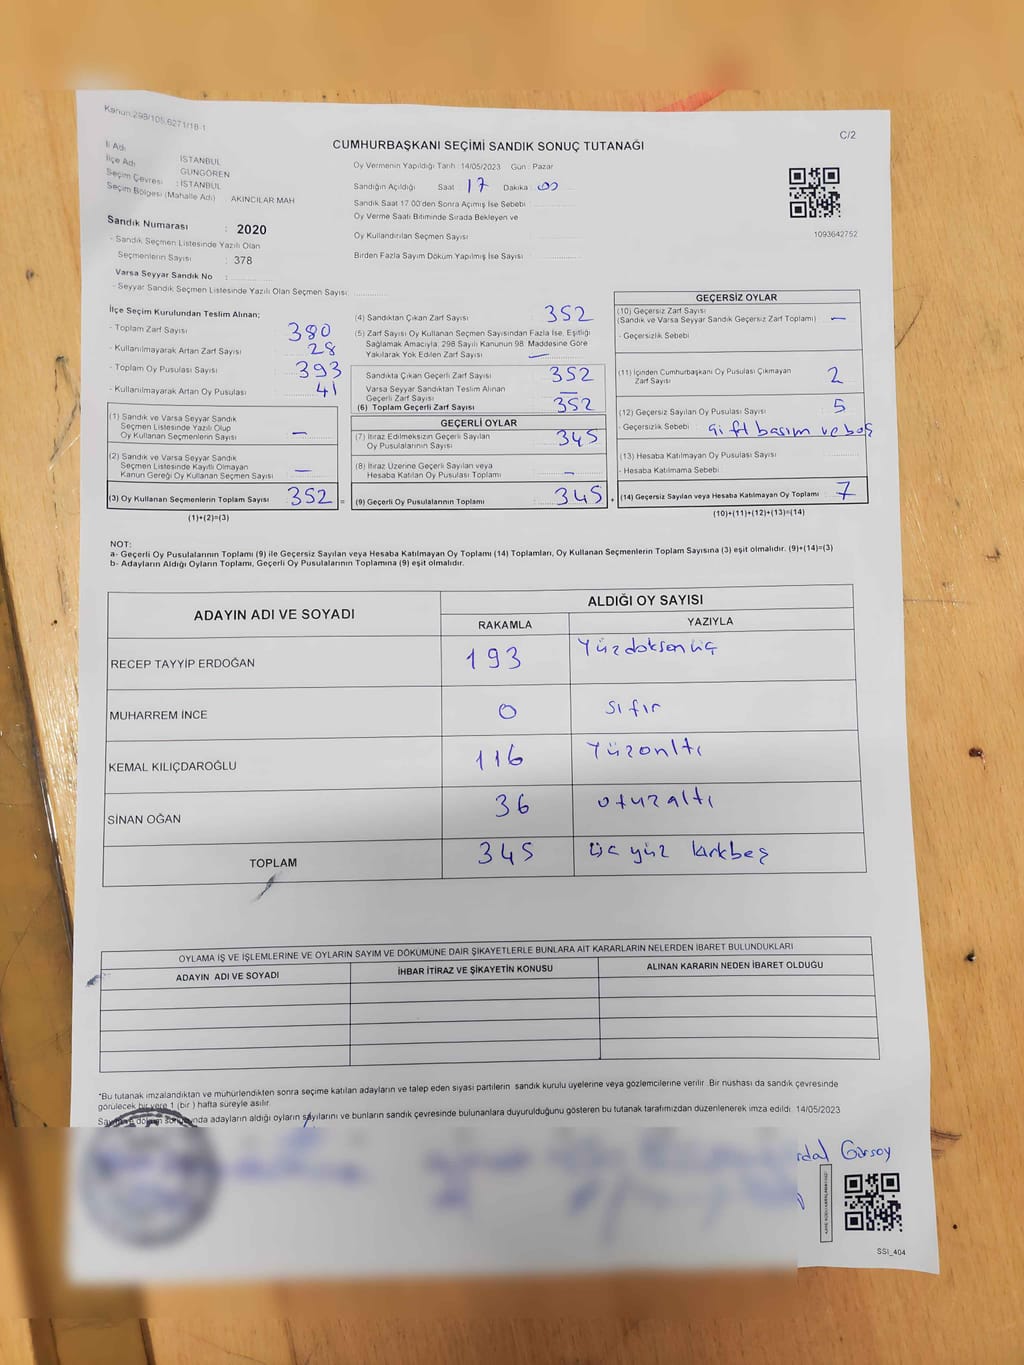 Kanun:298/105,6271/18-1
C/2
CUMHURBAŞKANI SEÇİMİ SANDIK SONUÇ TUTANAĞI
İl Adı : İSTANBUL
İlçe Adı : GÜNGÖREN
Seçim Çevresi : İSTANBUL
Seçim Bölgesi (Mahalle Adı) : AKINCILAR MAH
Oy Vermenin Yapıldığı Tarih :14/05/2023 Gün : Pazar
Sandığın Açıldığı Saat : 17 Dakika : 00
Sandık Saat 17.00'den Sonra Açımış İse Sebebi :
Oy Verme Saati Bitiminde Sırada Bekleyen ve
Oy Kullandırılan Seçmen Sayısı
Birden Fazla Sayım Döküm Yapılmış İse Sayısı
1093642752
Sandık Numarası : 2020
- Sandık Seçmen Listesinde Yazılı Olan
Seçmenlerin Sayısı : 378
Varsa Seyyar Sandık No :
- Seyyar Sandık Seçmen Listesinde Yazılı Olan Seçmen Sayısı:
İlçe Seçim Kurulundan Teslim Alınan;
- Toplam Zarf Sayısı 380
- Kullanılmayarak Artan Zarf Sayısı 28
- Toplam Oy Pusulası Sayısı 393
- Kullanılmayarak Artan Oy Pusulası 41
(1) Sandık ve Varsa Seyyar Sandık
Seçmen Listesinde Yazılı Olup
Oy Kullanan Seçmenlerin Sayısı —
(2) Sandık ve Varsa Seyyar Sandık
Seçmen Listesinde Kayıtlı Olmayan
Kanun Gereği Oy Kullanan Seçmen Sayısı —
(3) Oy Kullanan Seçmenlerin Toplam Sayısı 352 =
(1)+(2)=(3)
(4) Sandıktan Çıkan Zarf Sayısı 352
(5) Zarf Sayısı Oy Kullanan Seçmen Sayısından Fazla İse, Eşitliği
Sağlamak Amacıyla; 298 Sayılı Kanunun 98. Maddesine Göre
Yakılarak Yok Edilen Zarf Sayısı —
Sandıkta Çıkan Geçerli Zarf Sayısı 352
Varsa Seyyar Sandıktan Teslim Alınan
Geçerli Zarf Sayısı —
(6) Toplam Geçerli Zarf Sayısı 352
GEÇERLİ OYLAR
(7) İtiraz Edilmeksizin Geçerli Sayılan
Oy Pusulalarının Sayısı 345
(8) İtiraz Üzerine Geçerli Sayılan veya
Hesaba Katılan Oy Pusulası Toplamı —
(9) Geçerli Oy Pusulalarının Toplamı 345 +
GEÇERSİZ OYLAR
(10) Geçersiz Zarf Sayısı
(Sandık ve Varsa Seyyar Sandık Geçersiz Zarf Toplamı) —
- Geçersizlik Sebebi
(11) İçinden Cumhurbaşkanı Oy Pusulası Çıkmayan
Zarf Sayısı 2
(12) Geçersiz Sayılan Oy Pusulası Sayısı 5
- Geçersizlik Sebebi : Çift basım ve boş
(13) Hesaba Katılmayan Oy Pusulası Sayısı
- Hesaba Katılmama Sebebi
(14) Geçersiz Sayılan veya Hesaba Katılmayan Oy Toplamı 7
(10)+(11)+(12)+(13)=(14)
NOT:
a- Geçerli Oy Pusulalarının Toplamı (9) ile Geçersiz Sayılan veya Hesaba Katılmayan Oy Toplamı (14) Toplamları, Oy Kullanan Seçmenlerin Toplam Sayısına (3) eşit olmalıdır. (9)+(14)=(3)
b- Adayların Aldığı Oyların Toplamı, Geçerli Oy Pusulalarının Toplamına (9) eşit olmalıdır.
ADAYIN ADI VE SOYADI
ALDIĞI OY SAYISI
RAKAMLA YAZIYLA
RECEP TAYYİP ERDOĞAN 193 Yüzdoksonüç
MUHARREM İNCE 0 sıfır
KEMAL KILIÇDAROĞLU 116 Yüzonltı
SİNAN OĞAN 36 otuzaltı
TOPLAM 345 üç yüz kırkbeş
OYLAMA İŞ VE İŞLEMLERİNE VE OYLARIN SAYIM VE DÖKÜMÜNE DAİR ŞİKAYETLERLE BUNLARA AİT KARARLARIN NELERDEN İBARET BULUNDUKLARI
ADAYIN ADI VE SOYADI İHBAR İTİRAZ VE ŞİKAYETİN KONUSU ALINAN KARARIN NEDEN İBARET OLDUĞU
*Bu tutanak imzalandıktan ve mühürlendikten sonra seçime katılan adayların ve talep eden siyasi partilerin sandık kurulu üyelerine veya gözlemcilerine verilir. Bir nüshası da sandık çevresinde
görülecek bir yere 1 (bir ) hafta süreyle asılır.
Sayım ve döküm sonunda adayların aldığı oyların sayılarını ve bunların sandık çevresinde bulunanlara duyurulduğunu gösteren bu tutanak tarafımızdan düzenlenerek imza edildi. 14/05/2023
rdal Gürsoy
SSI_404